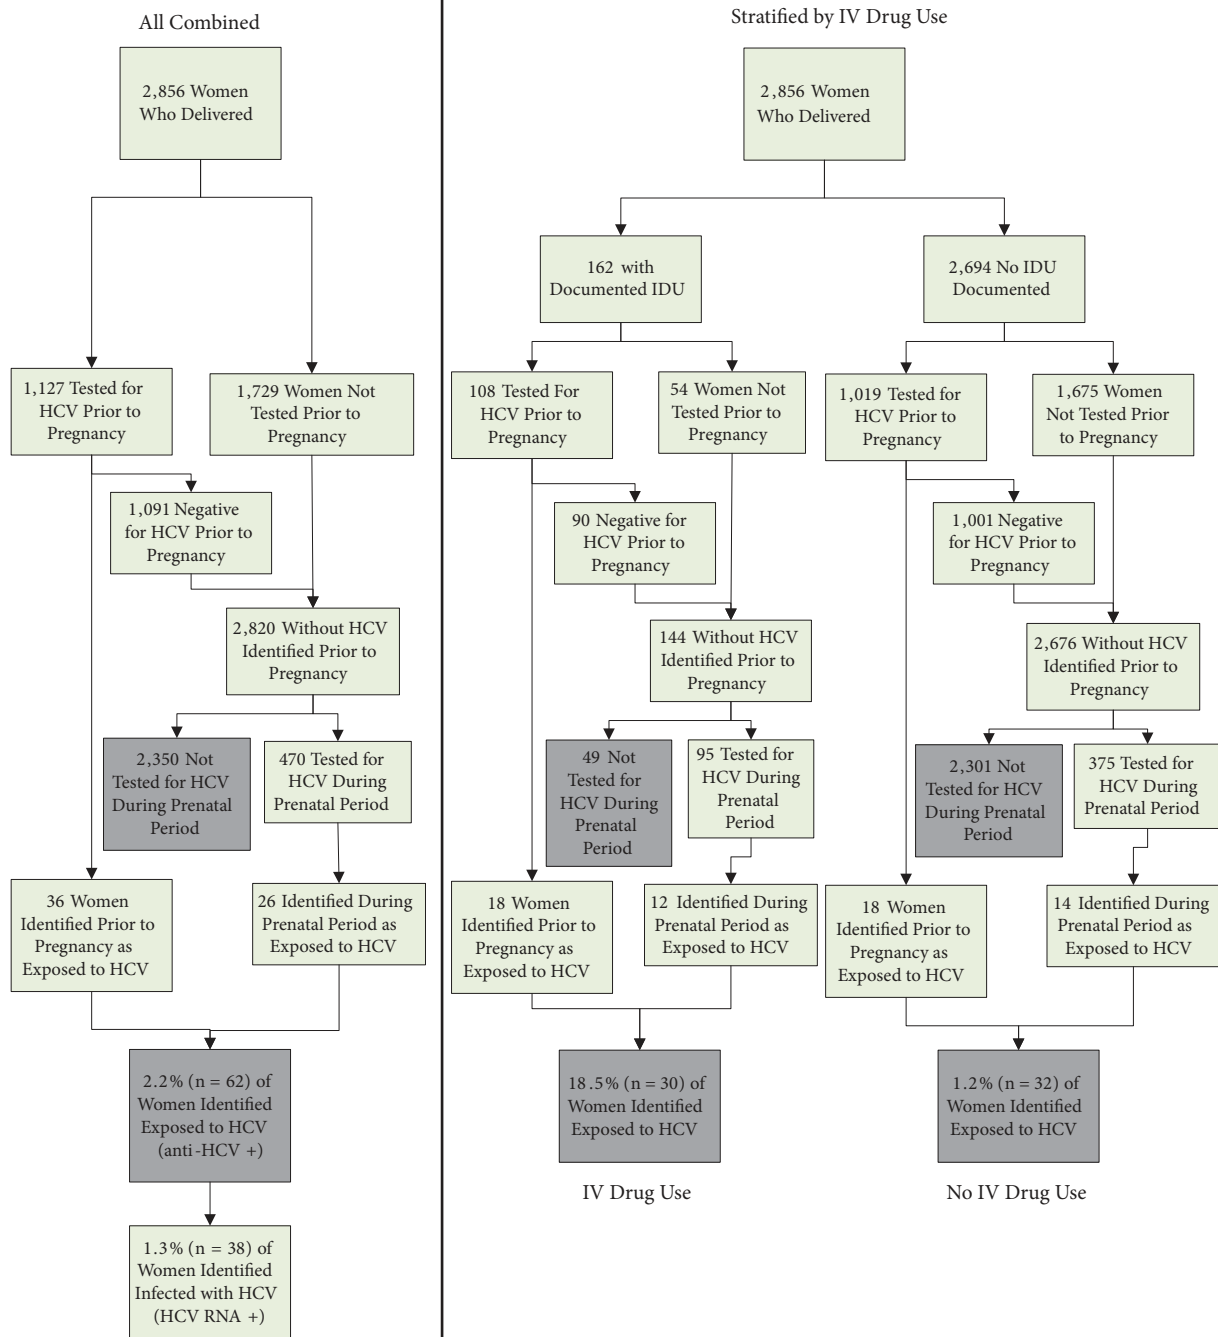 All Combined
2,856 Women
Who Delivered
1,127 Tested for
HCV Prior to
Pregnancy
1,729 Women Not
Tested Prior to
Pregnancy
1,091 Negative
for HCV Prior to
Pregnancy
2,820 Without HCV
Identified Prior to
Pregnancy
2,350 Not
Tested for HCV
During Prenatal
Period
470 Tested for
HCV During
Prenatal Period
36 Women
Identified Prior to
Pregnancy as
Exposed to HCV
26 Identified During
Prenatal Period as
Exposed to HCV
2.2% (n = 62) of
Women Identified
Exposed to HCV
(anti-HCV +)
1.3% (n = 38) of
Women Identified
Infected with HCV
(HCV RNA +)
Stratified by IV Drug Use
2,856 Women
Who Delivered
162 with
Documented IDU
2,694 No IDU
Documented
108 Tested For
HCV Prior to
Pregnancy
54 Women Not
Tested Prior to
Pregnancy
90 Negative for
HCV Prior to
Pregnancy
144 Without HCV
Identified Prior to
Pregnancy
49 Not
Tested for
HCV During
Prenatal
Period
95 Tested for
HCV During
Prenatal
Period
18 Women
Identified Prior to
Pregnancy as
Exposed to HCV
12 Identified During
Prenatal Period as
Exposed to HCV
18.5% (n = 30) of
Women Identified
Exposed to HCV
IV Drug Use
1,019 Tested for
HCV Prior to
Pregnancy
1,675 Women
Not Tested Prior
to Pregnancy
1,001 Negative
for HCV Prior to
Pregnancy
2,676 Without HCV
Identified Prior to
Pregnancy
2,301 Not
Tested for HCV
During Prenatal
Period
375 Tested for
HCV During
Prenatal Period
18 Women
Identified Prior to
Pregnancy as
Exposed to HCV
14 Identified During
Prenatal Period as
Exposed to HCV
1.2% (n = 32) of
Women Identified
Exposed to HCV
No IV Drug Use